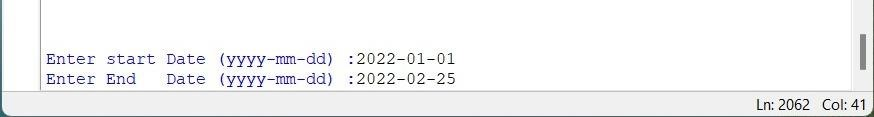 Enter start Date (yyyy-mm-dd) :2022-01-01
Enter End   Date (yyyy-mm-dd) :2022-02-25
Ln: 2062   Col: 41